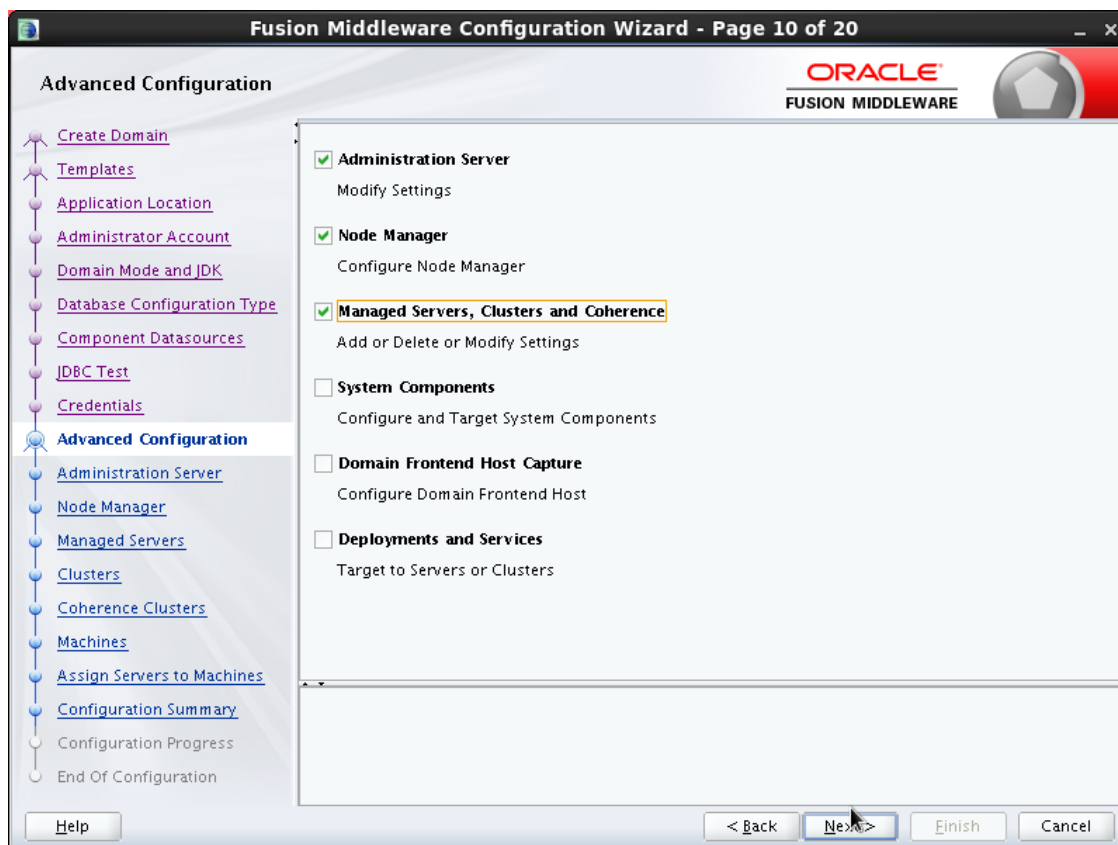 Fusion Middleware Configuration Wizard - Page 10 of 20
Advanced Configuration
ORACLE
FUSION MIDDLEWARE
Create Domain
Templates
Application Location
Administrator Account
Domain Mode and JDK
Database Configuration Type
Component Datasources
JDBC Test
Credentials
Advanced Configuration
Administration Server
Node Manager
Managed Servers
Clusters
Coherence Clusters
Machines
Assign Servers to Machines
Configuration Summary
Configuration Progress
End Of Configuration
Administration Server
Modify Settings
Node Manager
Configure Node Manager
Managed Servers, Clusters and Coherence
Add or Delete or Modify Settings
System Components
Configure and Target System Components
Domain Frontend Host Capture
Configure Domain Frontend Host
Deployments and Services
Target to Servers or Clusters
Help
< Back
Next >
Finish
Cancel